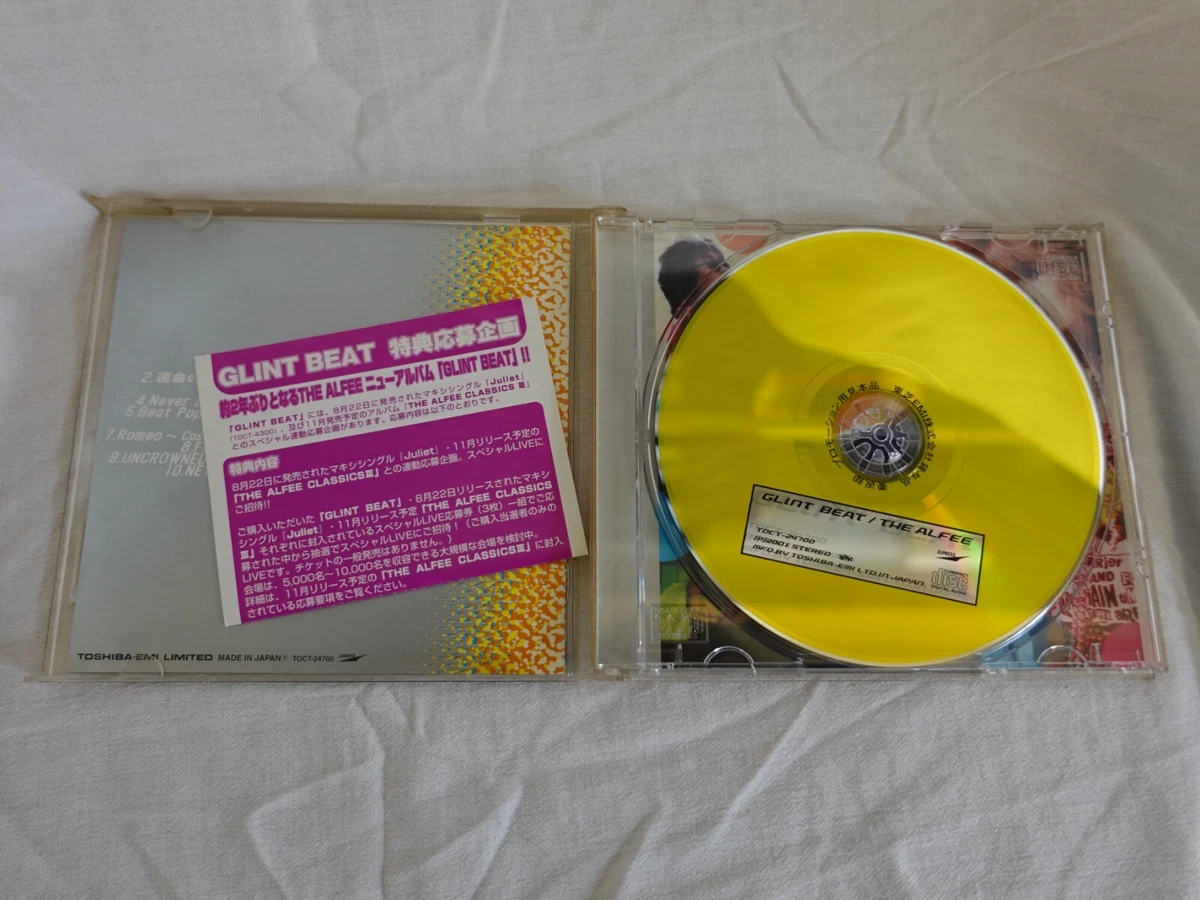 2.運命の
4.Never
5.Beat Pop
7.Romeo ~ Cos
9.UNCROWNED
10.NE
GLINT BEAT 特典応募企画
約2年ぶりとなるTHE ALFEE ニューアルバム「GLINT BEAT」!!
「GLINT BEAT」には、8月22日に発売されたマキシシングル「Juliet」
(TOCT-4300)、及び11月発売予定のアルバム「THE ALFEE CLASSICS Ⅲ」
とのスペシャル連動応募企画があります。応募内容は以下のとおりです。
特典内容
8月22日に発売されたマキシシングル「Juliet」・11月リリース予定の
「THE ALFEE CLASSICSⅢ」との連動応募企画。スペシャルLIVEに
ご招待!!
ご購入いただいた「GLINT BEAT」・8月22日リリースされたマキシ
シングル「Juliet」・11月リリース予定「THE ALFEE CLASSICS
Ⅲ」それぞれに封入されているスペシャルLIVE応募券(3枚)一組でご応
募された中から抽選でスペシャルLIVEにご招待!(ご購入当選者のみの
LIVEです。チケットの一般発売はありません。)
会場は、5,000名~10,000名を収容できる大規模な会場を検討中。
詳細は、11月リリース予定の「THE ALFEE CLASSICSⅢ」に封入
されている応募要項をご覧ください。
TOSHIBA-EMI LIMITED MADE IN JAPAN TOCT-24700 EXPRESS
プロモーション用見本品 東芝EMI株式会社貸与品 要返却
GLINT BEAT / THE ALFEE
TOCT-24700
(P)2001 STEREO
MFD.BY TOSHIBA-EMI LTD.IN JAPAN.
EXPRESS
COMPACT disc DIGITAL AUDIO
AND